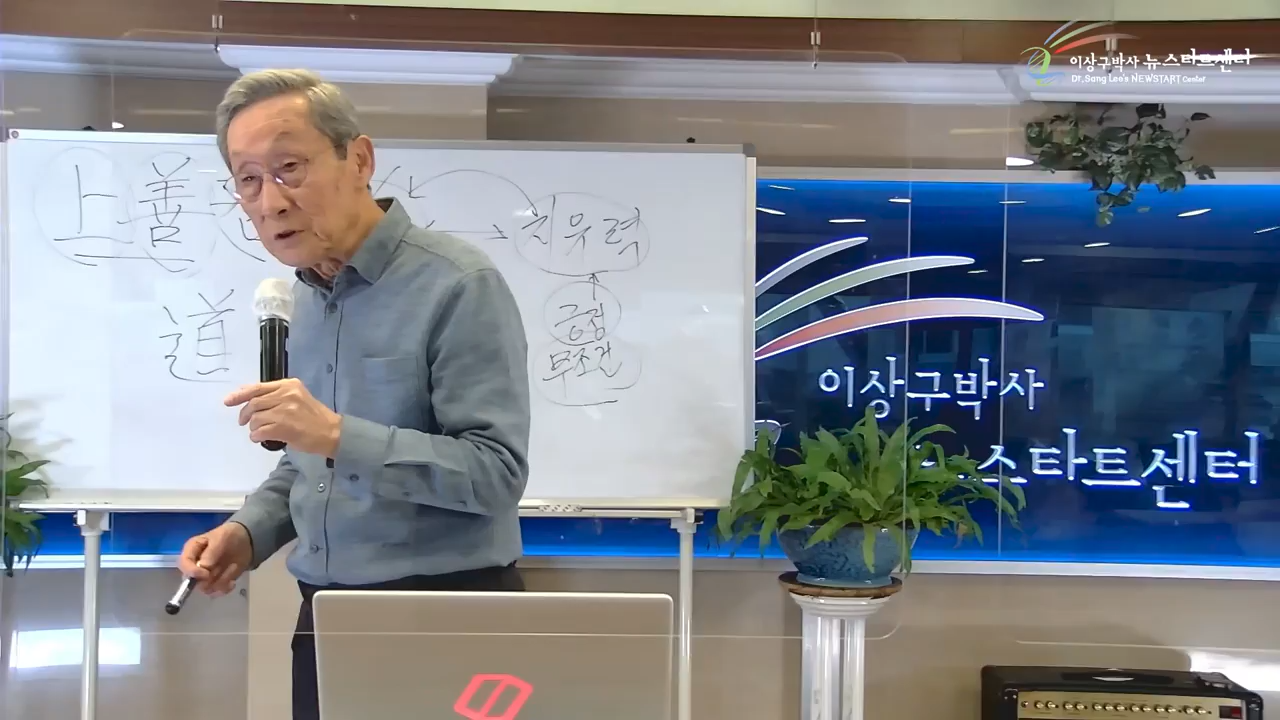 이상구박사 뉴스타트센터
Dr. Sang Lee's NEWSTART Center
上善
치유력
道
긍정
무조건
이상구박사
스타트센터